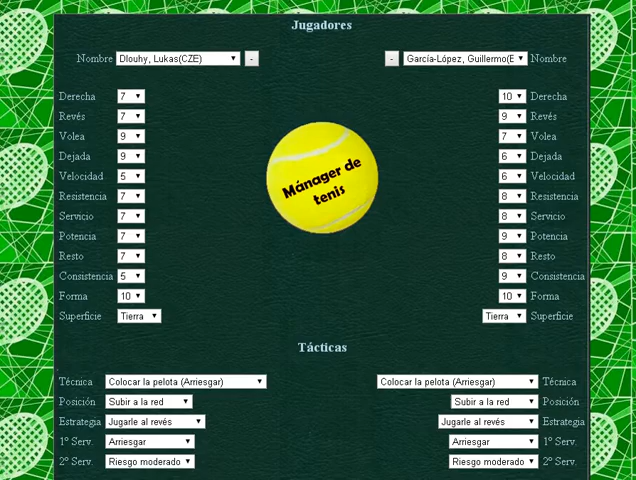 Jugadores
Nombre Dlouhy, Lukas(CZE) - - García-López, Guillermo(E Nombre
Derecha 7 10 Derecha
Revés 7 9 Revés
Volea 9 7 Volea
Dejada 9 6 Dejada
Velocidad 5 6 Velocidad
Resistencia 7 8 Resistencia
Servicio 7 8 Servicio
Potencia 7 9 Potencia
Resto 7 8 Resto
Consistencia 5 9 Consistencia
Forma 10 10 Forma
Superficie Tierra Tierra Superficie
Mánager de
tenis
Tácticas
Técnica Colocar la pelota (Arriesgar) Colocar la pelota (Arriesgar) Técnica
Posición Subir a la red Subir a la red Posición
Estrategia Jugarle al revés Jugarle al revés Estrategia
1º Serv. Arriesgar Arriesgar 1º Serv.
2º Serv. Riesgo moderado Riesgo moderado 2º Serv.